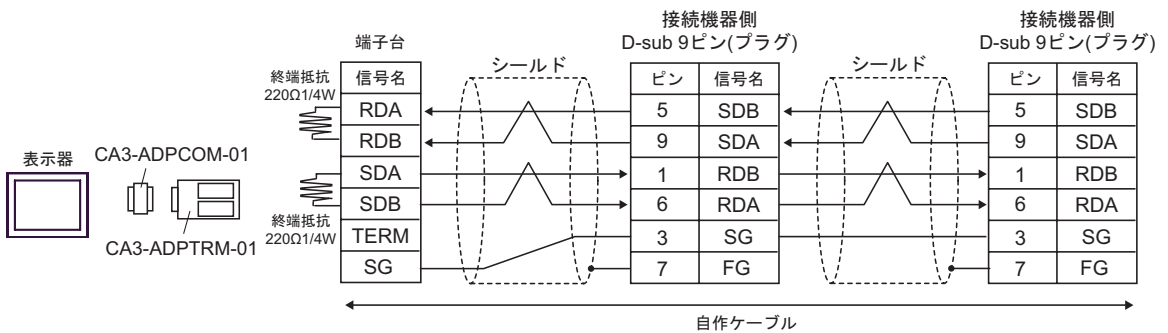 接続機器側
D-sub 9ピン(プラグ)
接続機器側
D-sub 9ピン(プラグ)
端子台
シールド
シールド
終端抵抗
220Ω1/4W
信号名
ピン 信号名
ピン 信号名
RDA
5 SDB
5 SDB
RDB
9 SDA
9 SDA
表示器
CA3-ADPCOM-01
SDA
1 RDB
1 RDB
SDB
6 RDA
6 RDA
終端抵抗
220Ω1/4W
CA3-ADPTRM-01
TERM
3 SG
3 SG
SG
7 FG
7 FG
自作ケーブル